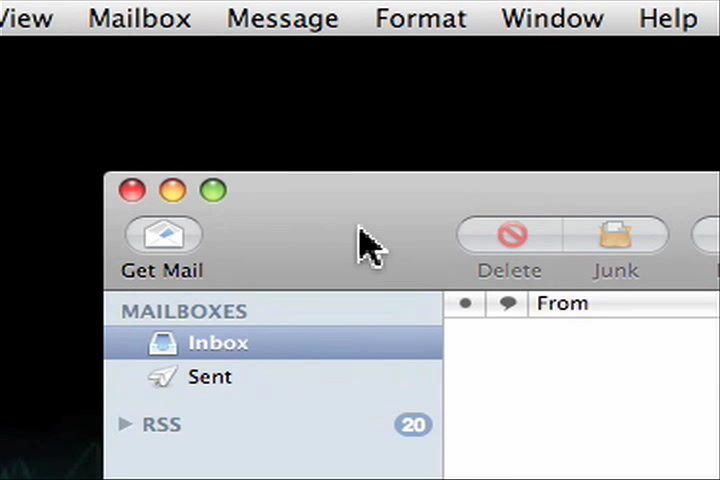 View Mailbox Message Format Window Help
Get Mail Delete Junk
MAILBOXES From
Inbox
Sent
RSS 20